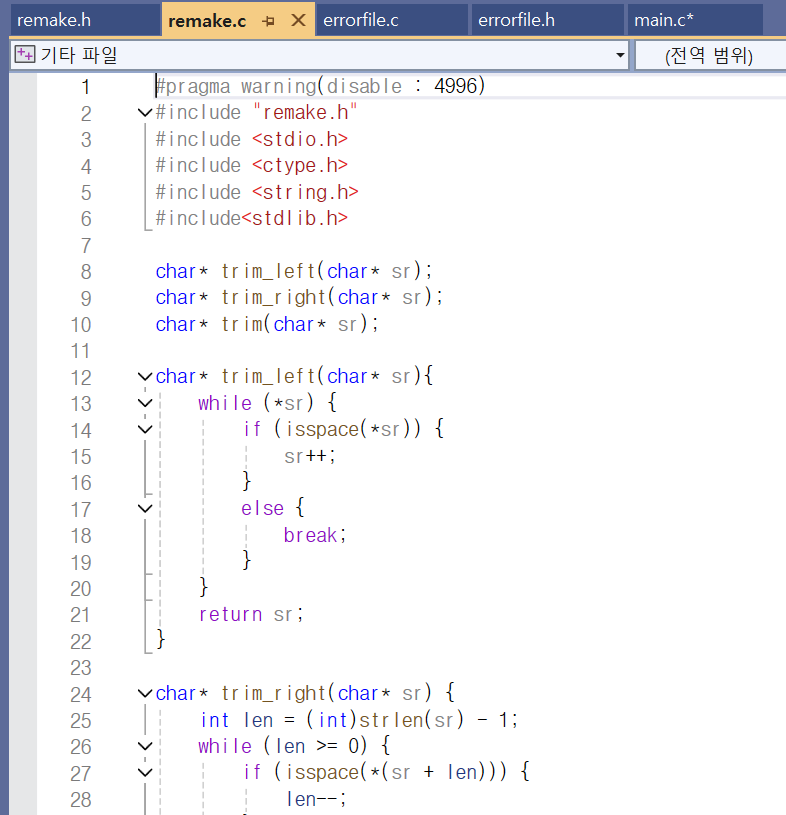 remake.h remake.c errorfile.c errorfile.h main.c*
기타 파일 (전역 범위)
1 #pragma warning(disable : 4996)
2 #include "remake.h"
3 #include <stdio.h>
4 #include <ctype.h>
5 #include <string.h>
6 #include<stdlib.h>
7
8 char* trim_left(char* sr);
9 char* trim_right(char* sr);
10 char* trim(char* sr);
11
12 char* trim_left(char* sr){
13 while (*sr) {
14 if (isspace(*sr)) {
15 sr++;
16 }
17 else {
18 break;
19 }
20 }
21 return sr;
22 }
23
24 char* trim_right(char* sr) {
25 int len = (int)strlen(sr) - 1;
26 while (len >= 0) {
27 if (isspace(*(sr + len))) {
28 len--;